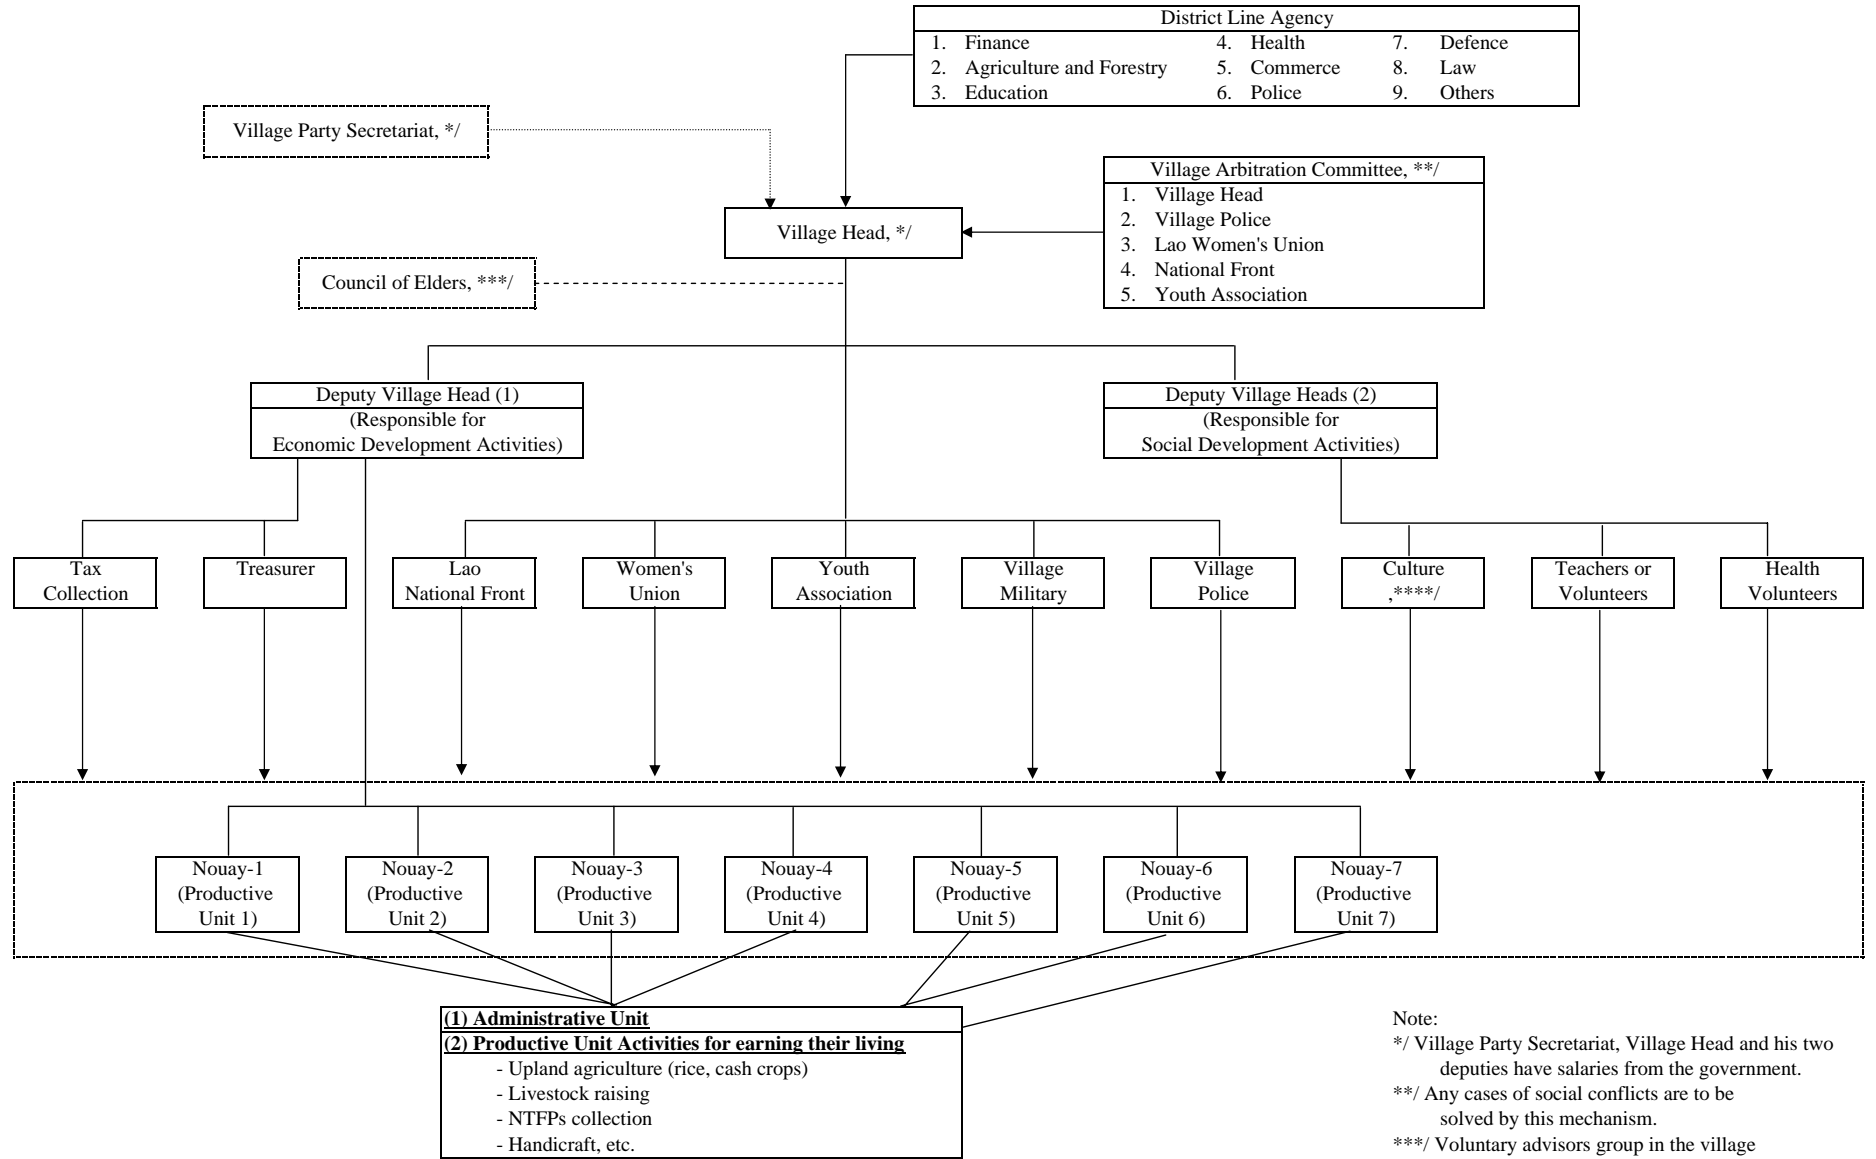 District Line Agency
1. Finance 4. Health 7. Defence
2. Agriculture and Forestry 5. Commerce 8. Law
3. Education 6. Police 9. Others
Village Party Secretariat, */
Village Arbitration Committee, **/
1. Village Head
2. Village Police
3. Lao Women's Union
4. National Front
5. Youth Association
Village Head, */
Council of Elders, ***/
Deputy Village Head (1)
(Responsible for
Economic Development Activities)
Deputy Village Heads (2)
(Responsible for
Social Development Activities)
Tax
Collection
Treasurer
Lao
National Front
Women's
Union
Youth
Association
Village
Military
Village
Police
Culture
,****/
Teachers or
Volunteers
Health
Volunteers
Nouay-1
(Productive
Unit 1)
Nouay-2
(Productive
Unit 2)
Nouay-3
(Productive
Unit 3)
Nouay-4
(Productive
Unit 4)
Nouay-5
(Productive
Unit 5)
Nouay-6
(Productive
Unit 6)
Nouay-7
(Productive
Unit 7)
(1) Administrative Unit
(2) Productive Unit Activities for earning their living
- Upland agriculture (rice, cash crops)
- Livestock raising
- NTFPs collection
- Handicraft, etc.
Note:
*/ Village Party Secretariat, Village Head and his two
deputies have salaries from the government.
**/ Any cases of social conflicts are to be
solved by this mechanism.
***/ Voluntary advisors group in the village